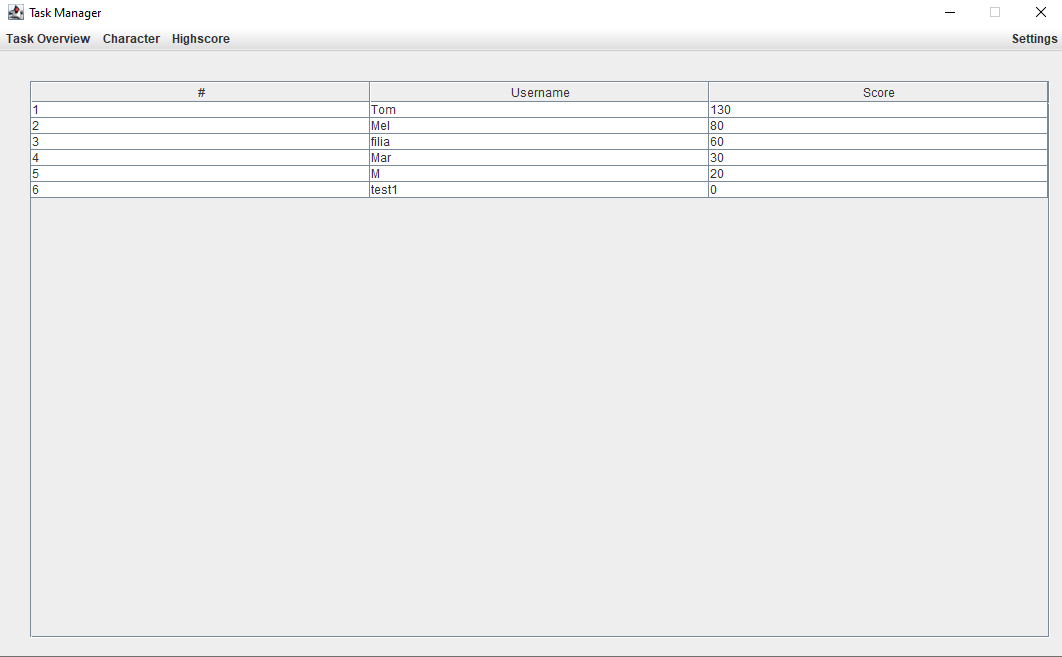 Task Manager
Task Overview Character Highscore Settings
# Username Score
1 Tom 130
2 Mel 80
3 filia 60
4 Mar 30
5 M 20
6 test1 0